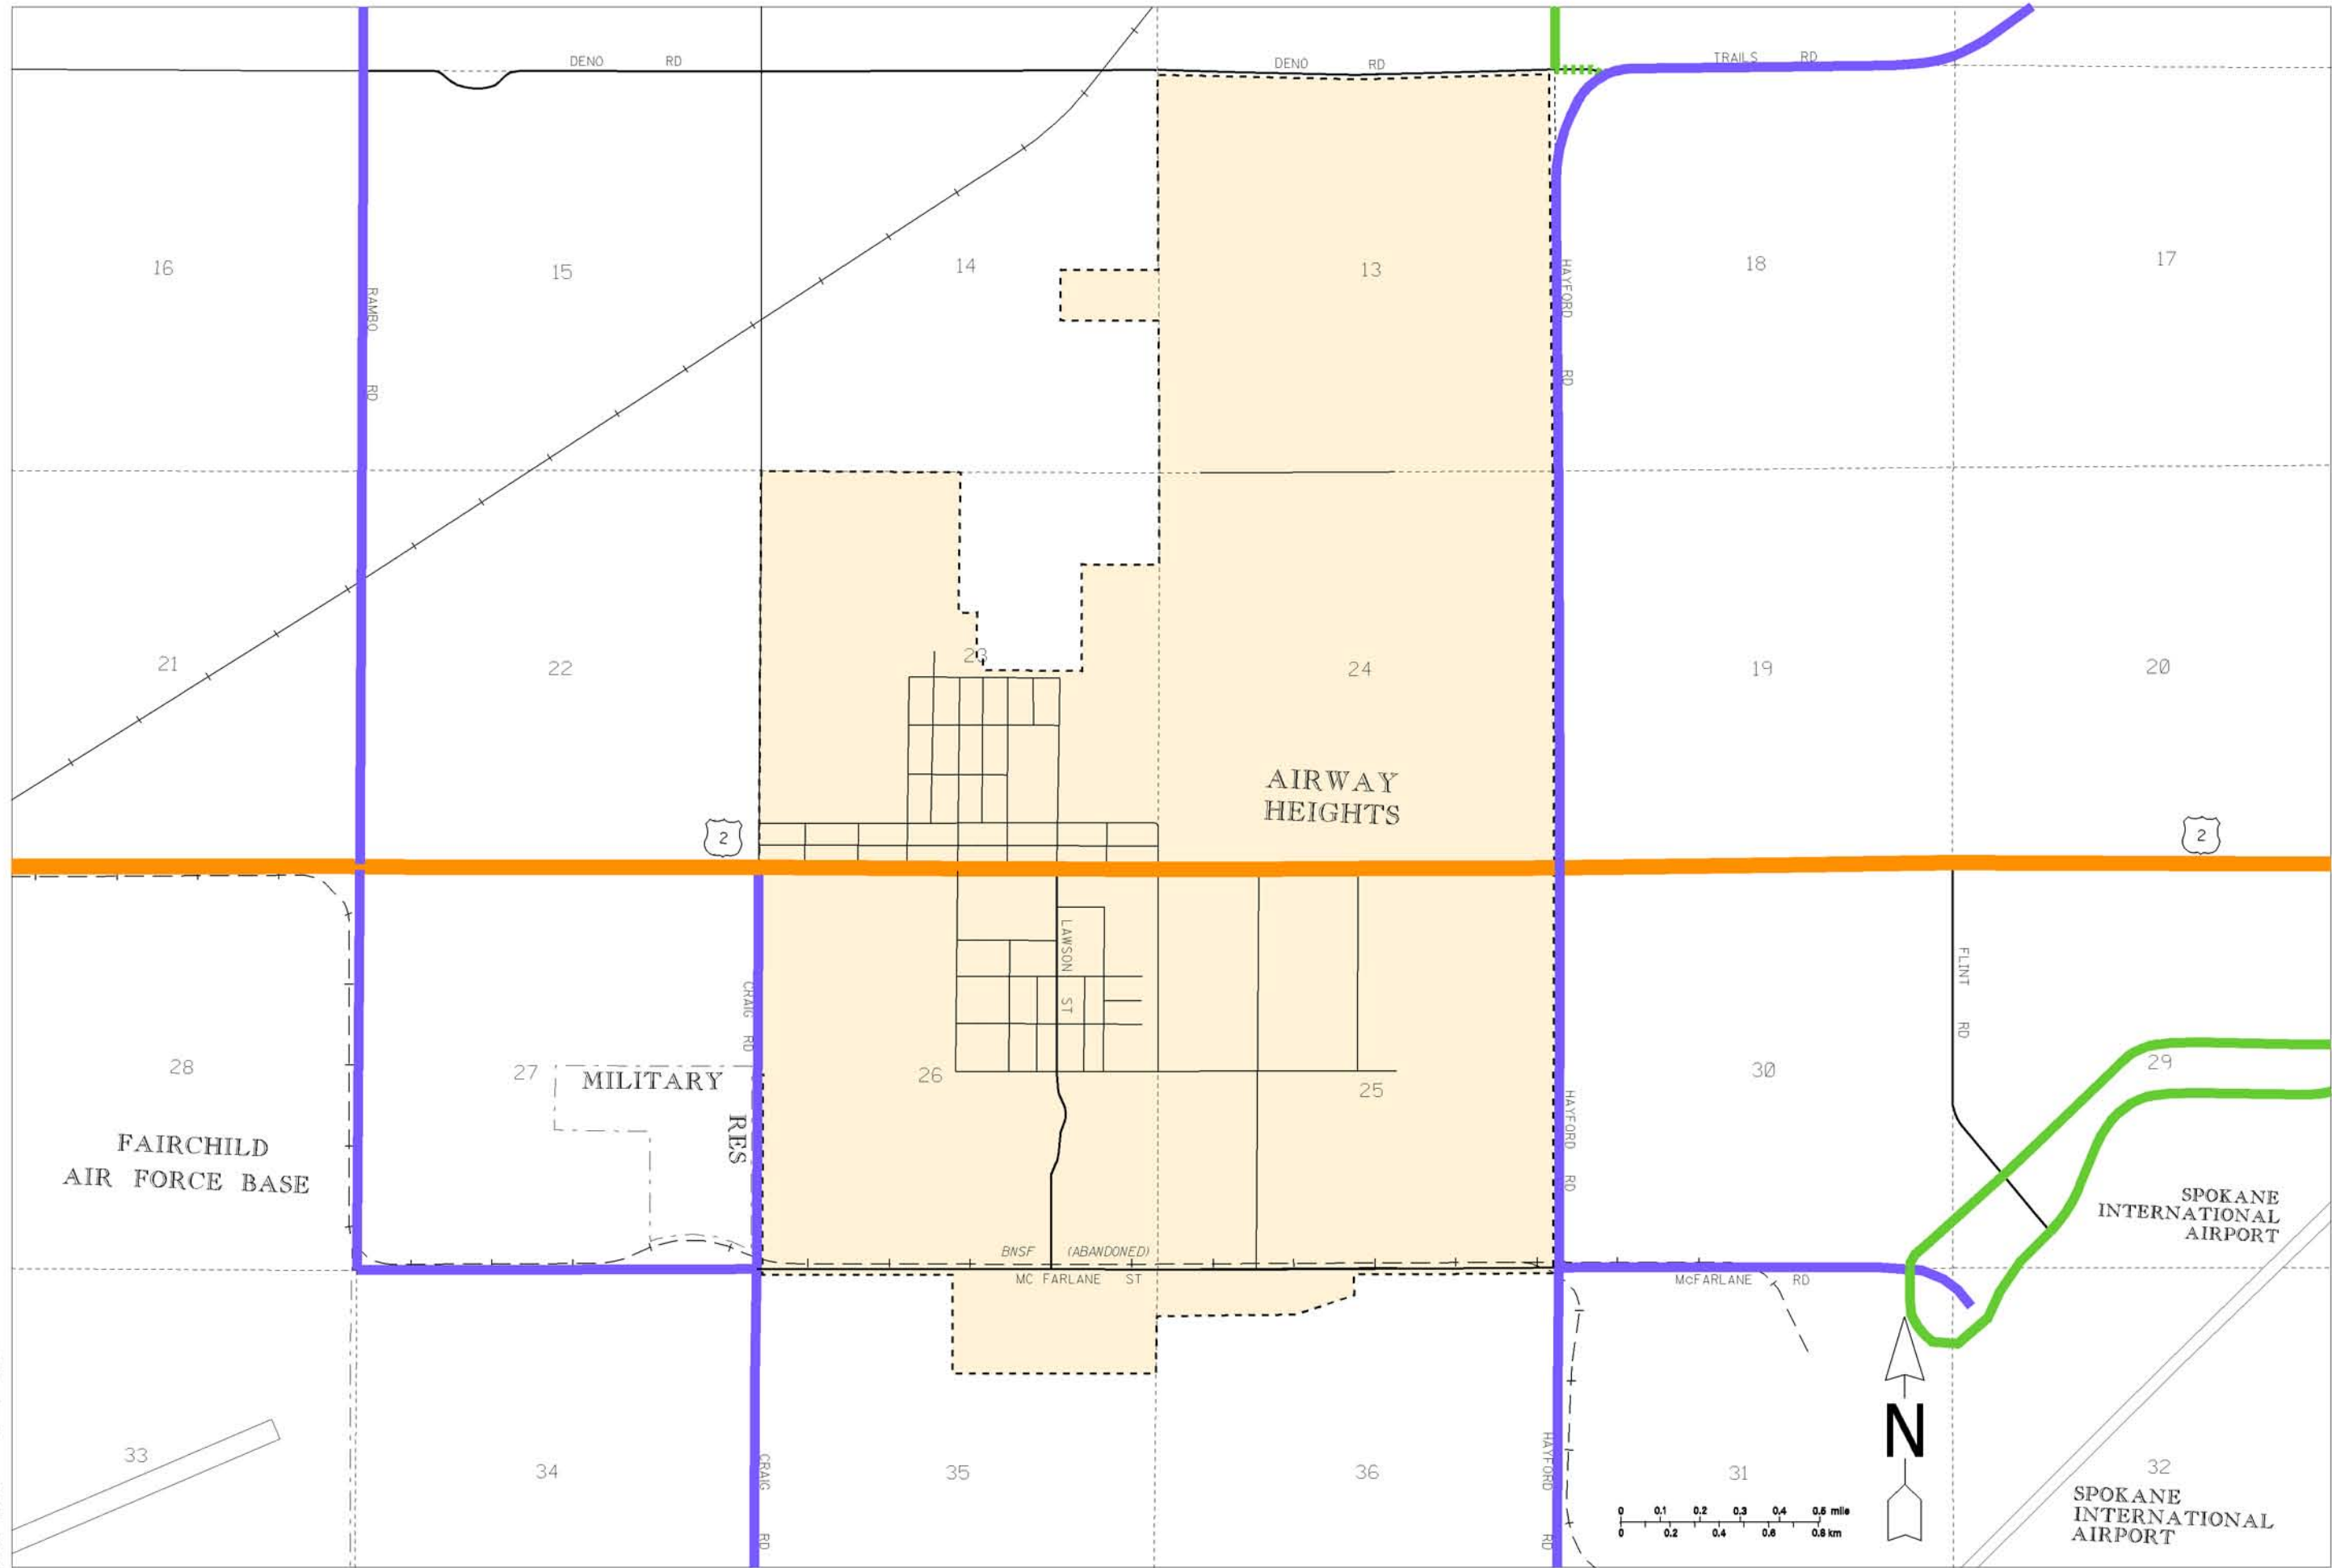 DENO RD
DENO RD
TRAILS RD
16
15
14
13
18
17
RAMBO RD
HAYFORD RD
21
22
23
24
19
20
AIRWAY
HEIGHTS
2
2
LAWSON ST
CRAIG RD
FLINT RD
28
27
MILITARY
RES
26
25
30
29
HAYFORD RD
FAIRCHILD
AIR FORCE BASE
SPOKANE
INTERNATIONAL
AIRPORT
BNSF (ABANDONED)
MC FARLANE ST
McFARLANE RD
33
34
CRAIG RD
35
36
HAYFORD RD
31
32
N
0 0.1 0.2 0.3 0.4 0.5 mile
0 0.2 0.4 0.6 0.8 km
SPOKANE
INTERNATIONAL
AIRPORT